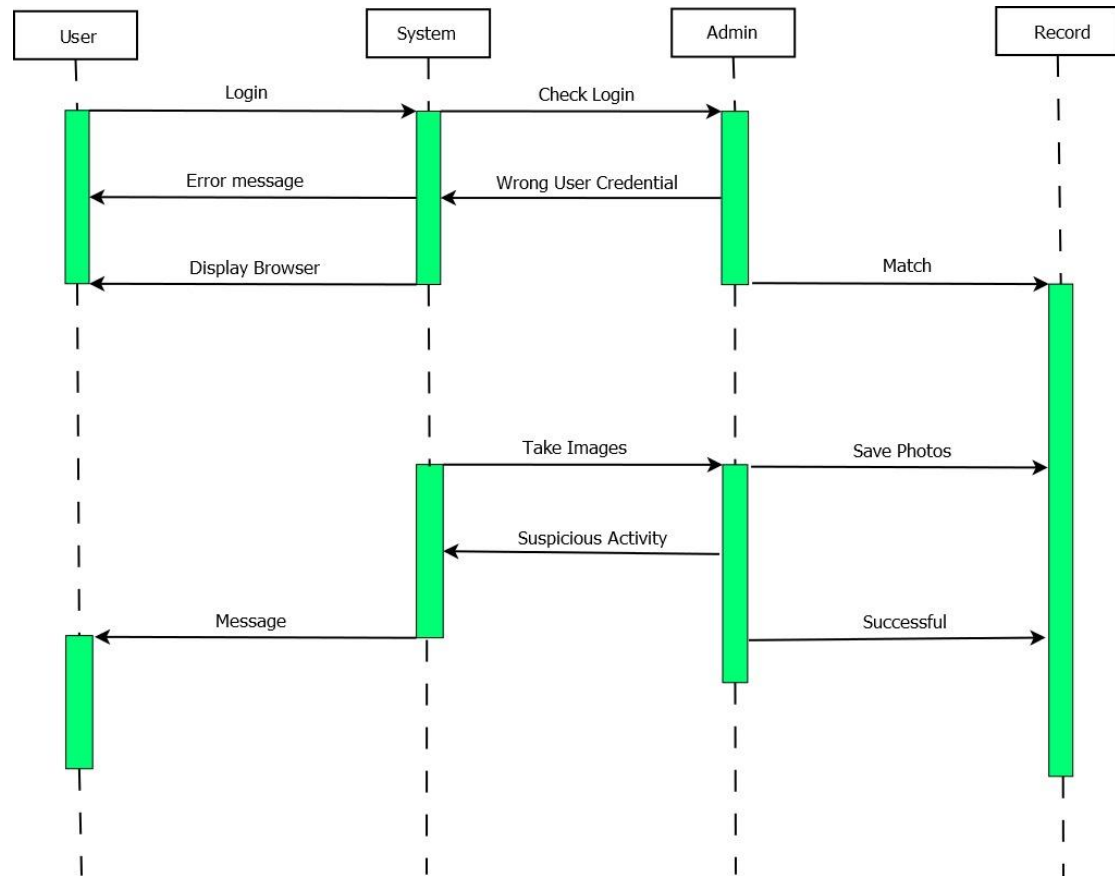 User
System
Admin
Record
Login
Check Login
Error message
Wrong User Credential
Display Browser
Match
Take Images
Save Photos
Suspicious Activity
Message
Successful